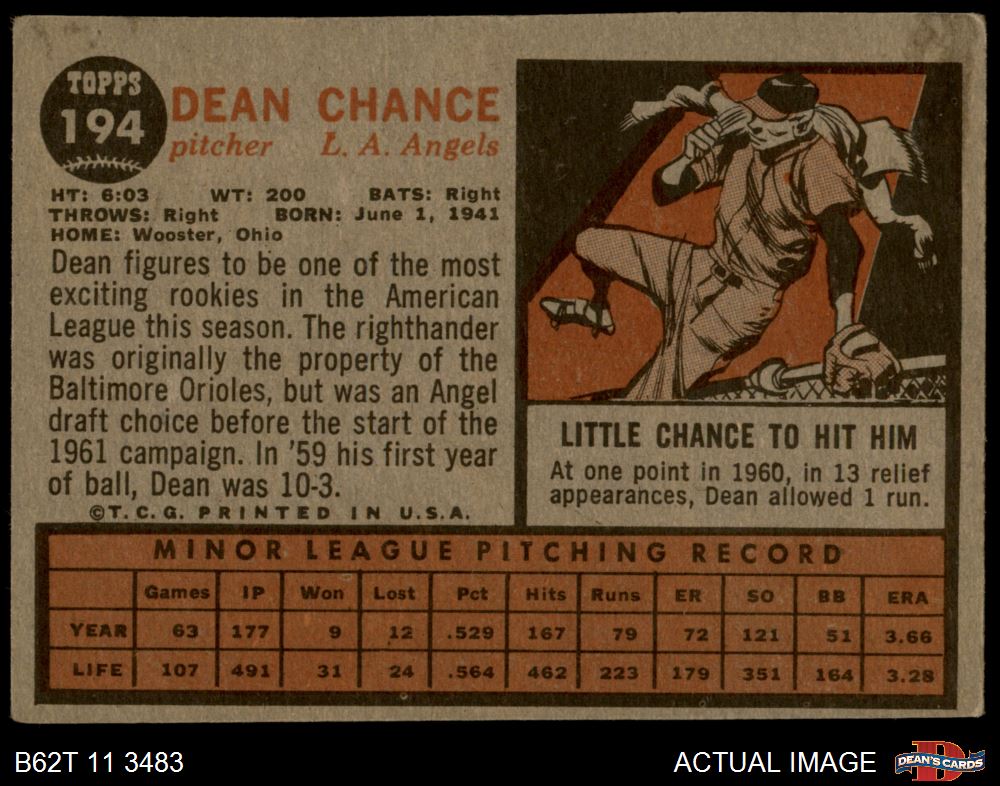 TOPPS
194
DEAN CHANCE
pitcher L. A. Angels
HT: 6:03 WT: 200 BATS: Right
THROWS: Right BORN: June 1, 1941
HOME: Wooster, Ohio
Dean figures to be one of the most
exciting rookies in the American
League this season. The righthander
was originally the property of the
Baltimore Orioles, but was an Angel
draft choice before the start of the
1961 campaign. In '59 his first year
of ball, Dean was 10-3.
©T.C.G. PRINTED IN U.S.A.
LITTLE CHANCE TO HIT HIM
At one point in 1960, in 13 relief
appearances, Dean allowed 1 run.
MINOR LEAGUE PITCHING RECORD
Games IP Won Lost Pct Hits Runs ER SO BB ERA
YEAR 63 177 9 12 .529 167 79 72 121 51 3.66
LIFE 107 491 31 24 .564 462 223 179 351 164 3.28
B62T 11 3483 ACTUAL IMAGE D DEAN'S CARDS